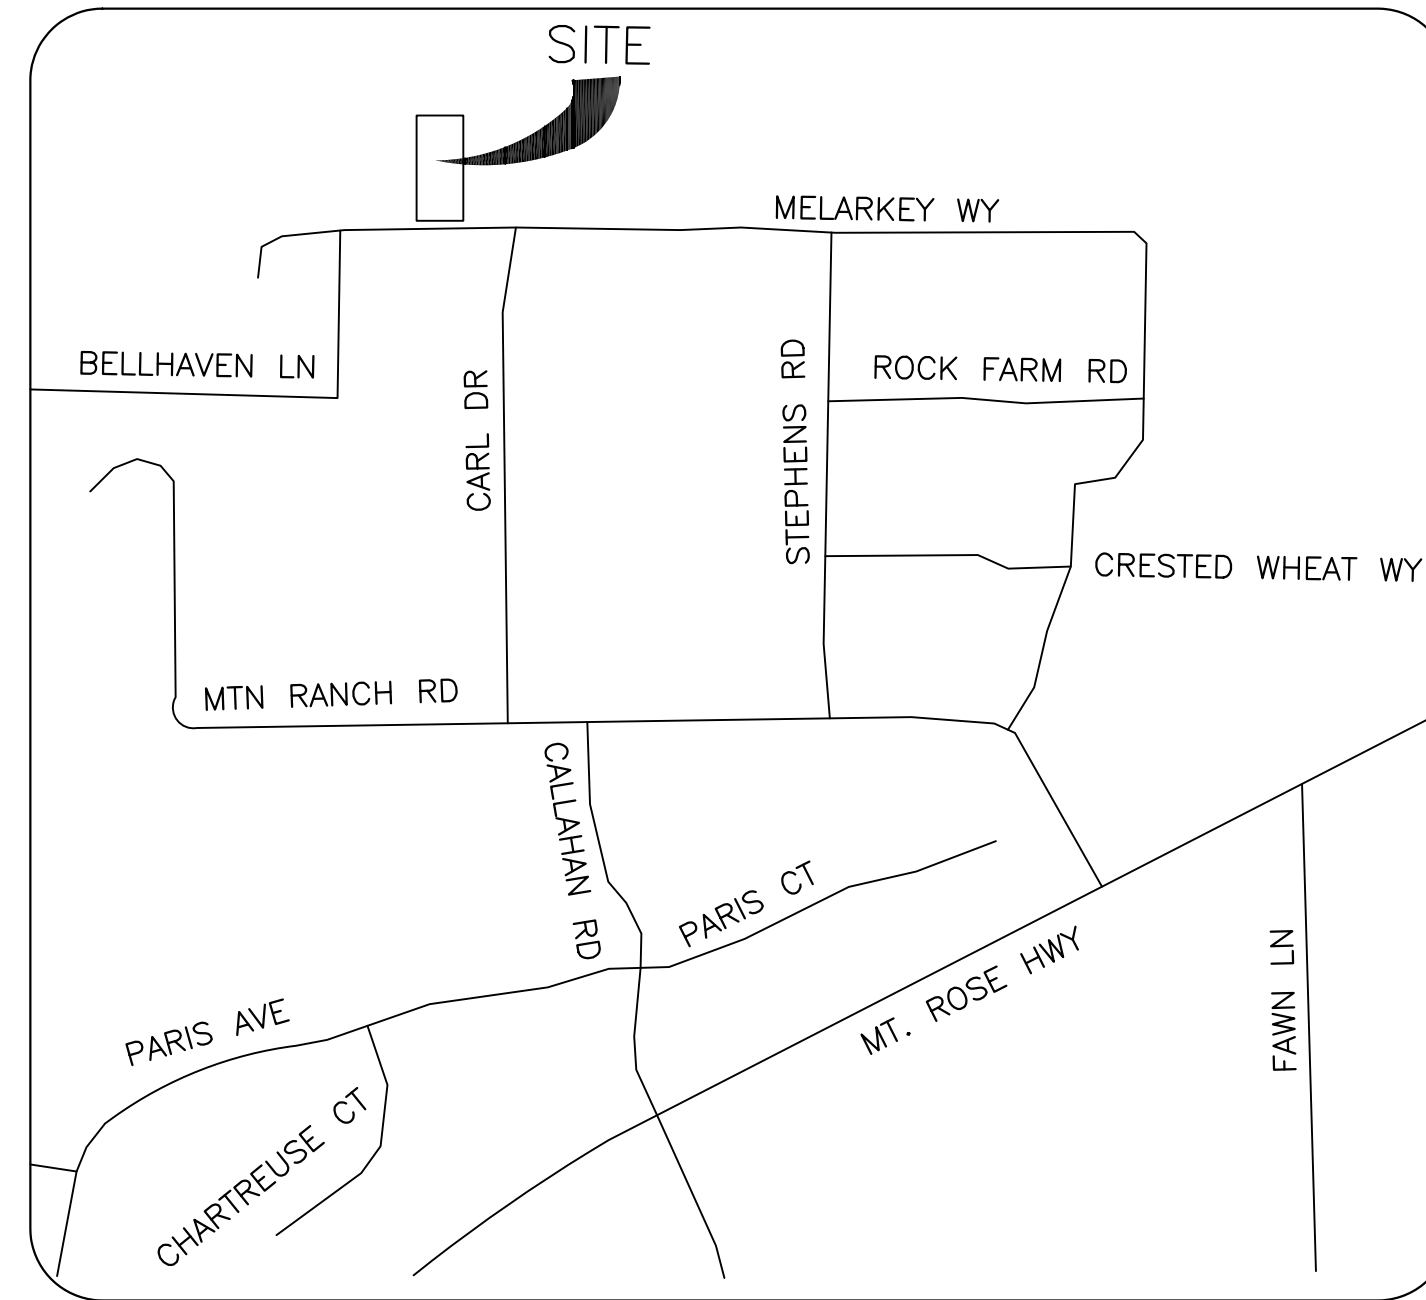 SITE
MELARKEY WY
BELLHAVEN LN
CARL DR
STEPHENS RD
ROCK FARM RD
CRESTED WHEAT WY
MTN RANCH RD
CALLAHAN RD
PARIS CT
MT. ROSE HWY
FAWN LN
PARIS AVE
CHARTREUSE CT